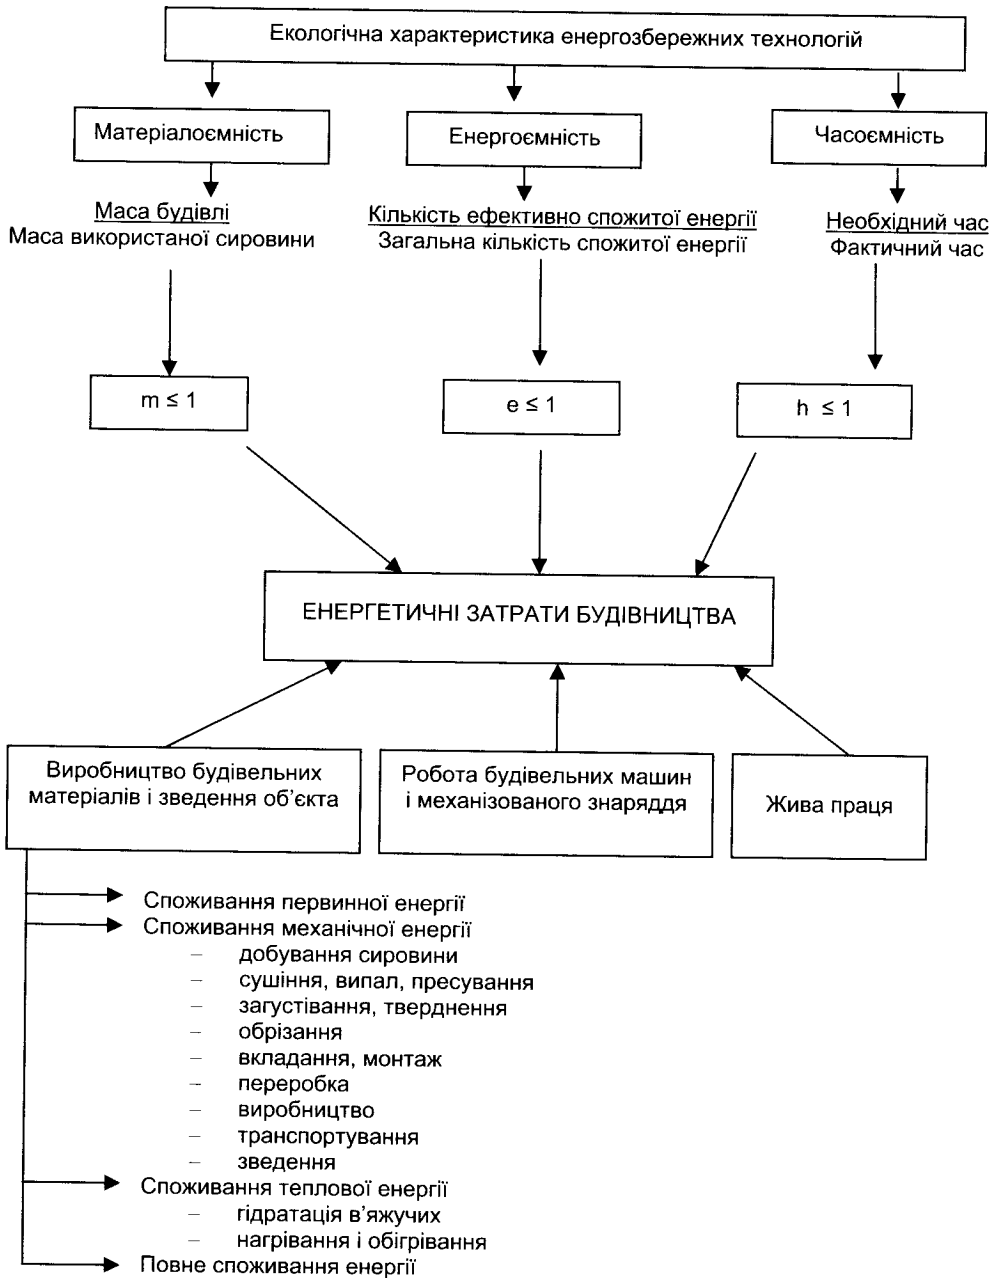 Екологічна характеристика енергозбережних технологій
Матеріалоємність
Енергоємність
Часоємність
Маса будівлі
Маса використаної сировини
Кількість ефективно спожитої енергії
Загальна кількість спожитої енергії
Необхідний час
Фактичний час
m ≤ 1
e ≤ 1
h ≤ 1
ЕНЕРГЕТИЧНІ ЗАТРАТИ БУДІВНИЦТВА
Виробництво будівельних
матеріалів і зведення об’єкта
Робота будівельних машин
і механізованого знаряддя
Жива праця
Споживання первинної енергії
Споживання механічної енергії
– добування сировини
– сушіння, випал, пресування
– загустівання, тверднення
– обрізання
– вкладання, монтаж
– переробка
– виробництво
– транспортування
– зведення
Споживання теплової енергії
– гідратація в’яжучих
– нагрівання і обігрівання
Повне споживання енергії